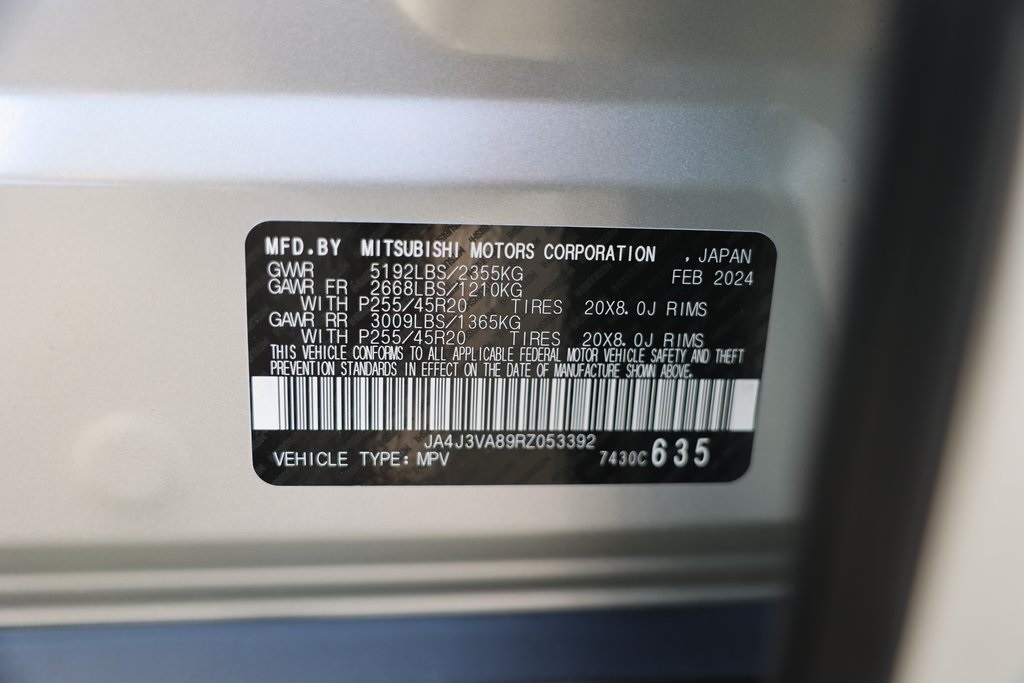 MFD.BY MITSUBISHI MOTORS CORPORATION , JAPAN
GWVR 5192LBS/2355KG FEB 2024
GAWR FR 2668LBS/1210KG
WITH P255/45R20 TIRES 20X8.0J RIMS
GAWR RR 3009LBS/1365KG
WITH P255/45R20 TIRES 20X8.0J RIMS
THIS VEHICLE CONFORMS TO ALL APPLICABLE FEDERAL MOTOR VEHICLE SAFETY AND THEFT
PREVENTION STANDARDS IN EFFECT ON THE DATE OF MANUFACTURE SHOWN ABOVE.
JA4J3VA89RZ053392
VEHICLE TYPE: MPV 7430C 635